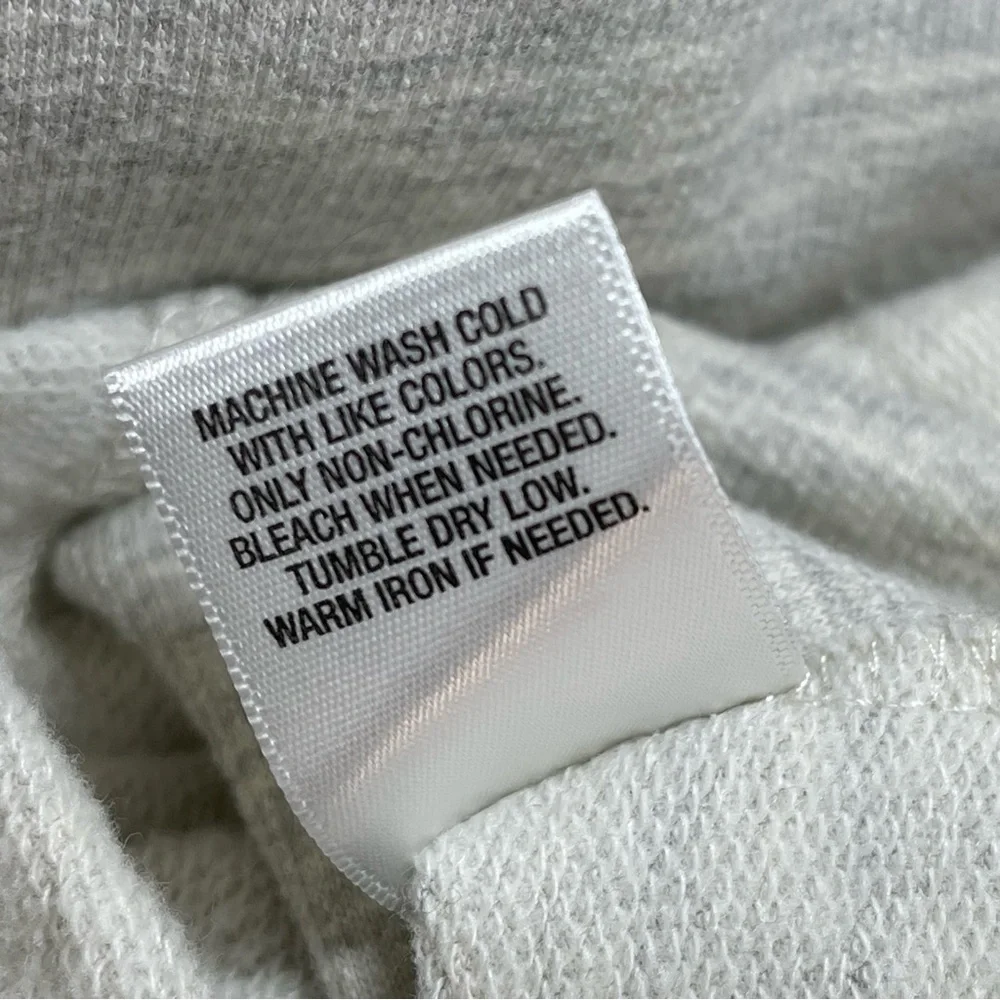 MACHINE WASH COLD
WITH LIKE COLORS.
ONLY NON-CHLORINE.
BLEACH WHEN NEEDED.
TUMBLE DRY LOW.
WARM IRON IF NEEDED.